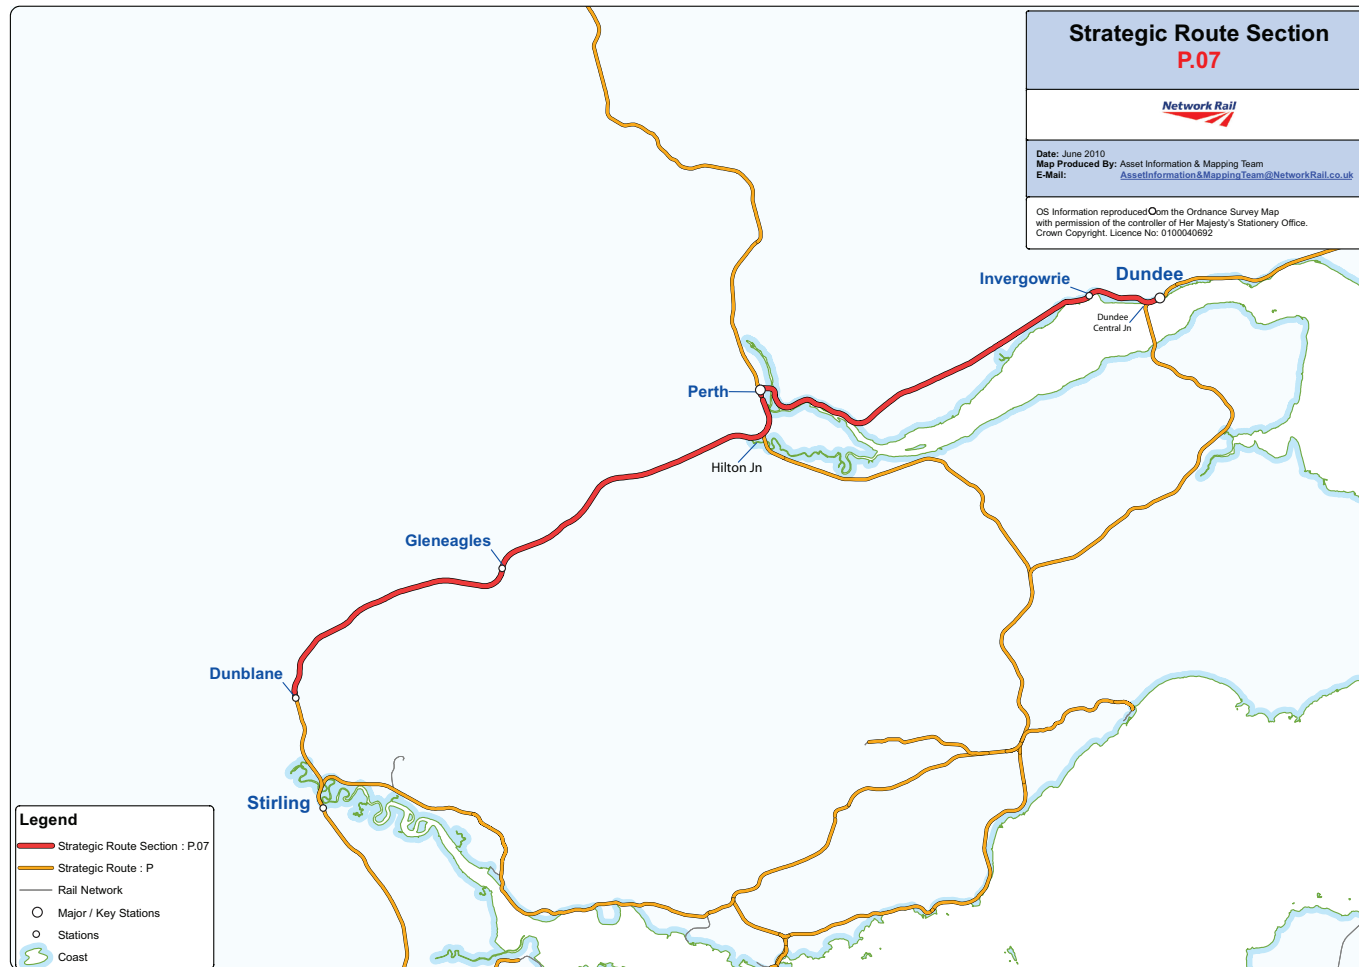 Strategic Route Section
P.07
Network Rail
Date: June 2010
Map Produced By: Asset Information & Mapping Team
E-Mail: AssetInformation&MappingTeam@NetworkRail.co.uk
OS Information reproduced om the Ordnance Survey Map
with permission of the controller of Her Majesty's Stationery Office.
Crown Copyright. Licence No: 0100040692
Invergowrie
Dundee
Dundee
Central Jn
Perth
Hilton Jn
Gleneagles
Dunblane
Stirling
Legend
Strategic Route Section : P.07
Strategic Route : P
Rail Network
Major / Key Stations
Stations
Coast